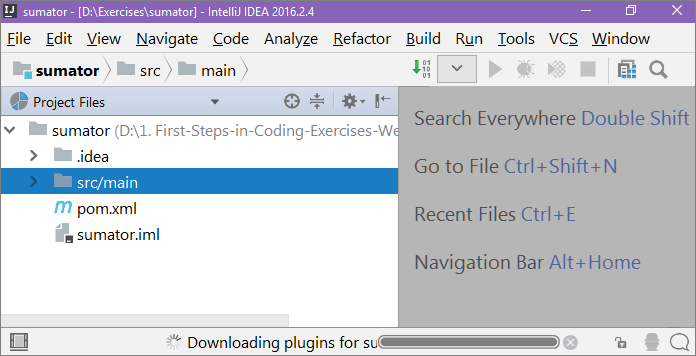 sumator - [D:\Exercises\sumator] - IntelliJ IDEA 2016.2.4
File Edit View Navigate Code Analyze Refactor Build Run Tools VCS Window
sumator src main
Project Files
sumator (D:\1. First-Steps-in-Coding-Exercises-We
.idea
src/main
pom.xml
sumator.iml
Search Everywhere Double Shift
Go to File Ctrl+Shift+N
Recent Files Ctrl+E
Navigation Bar Alt+Home
Downloading plugins for su